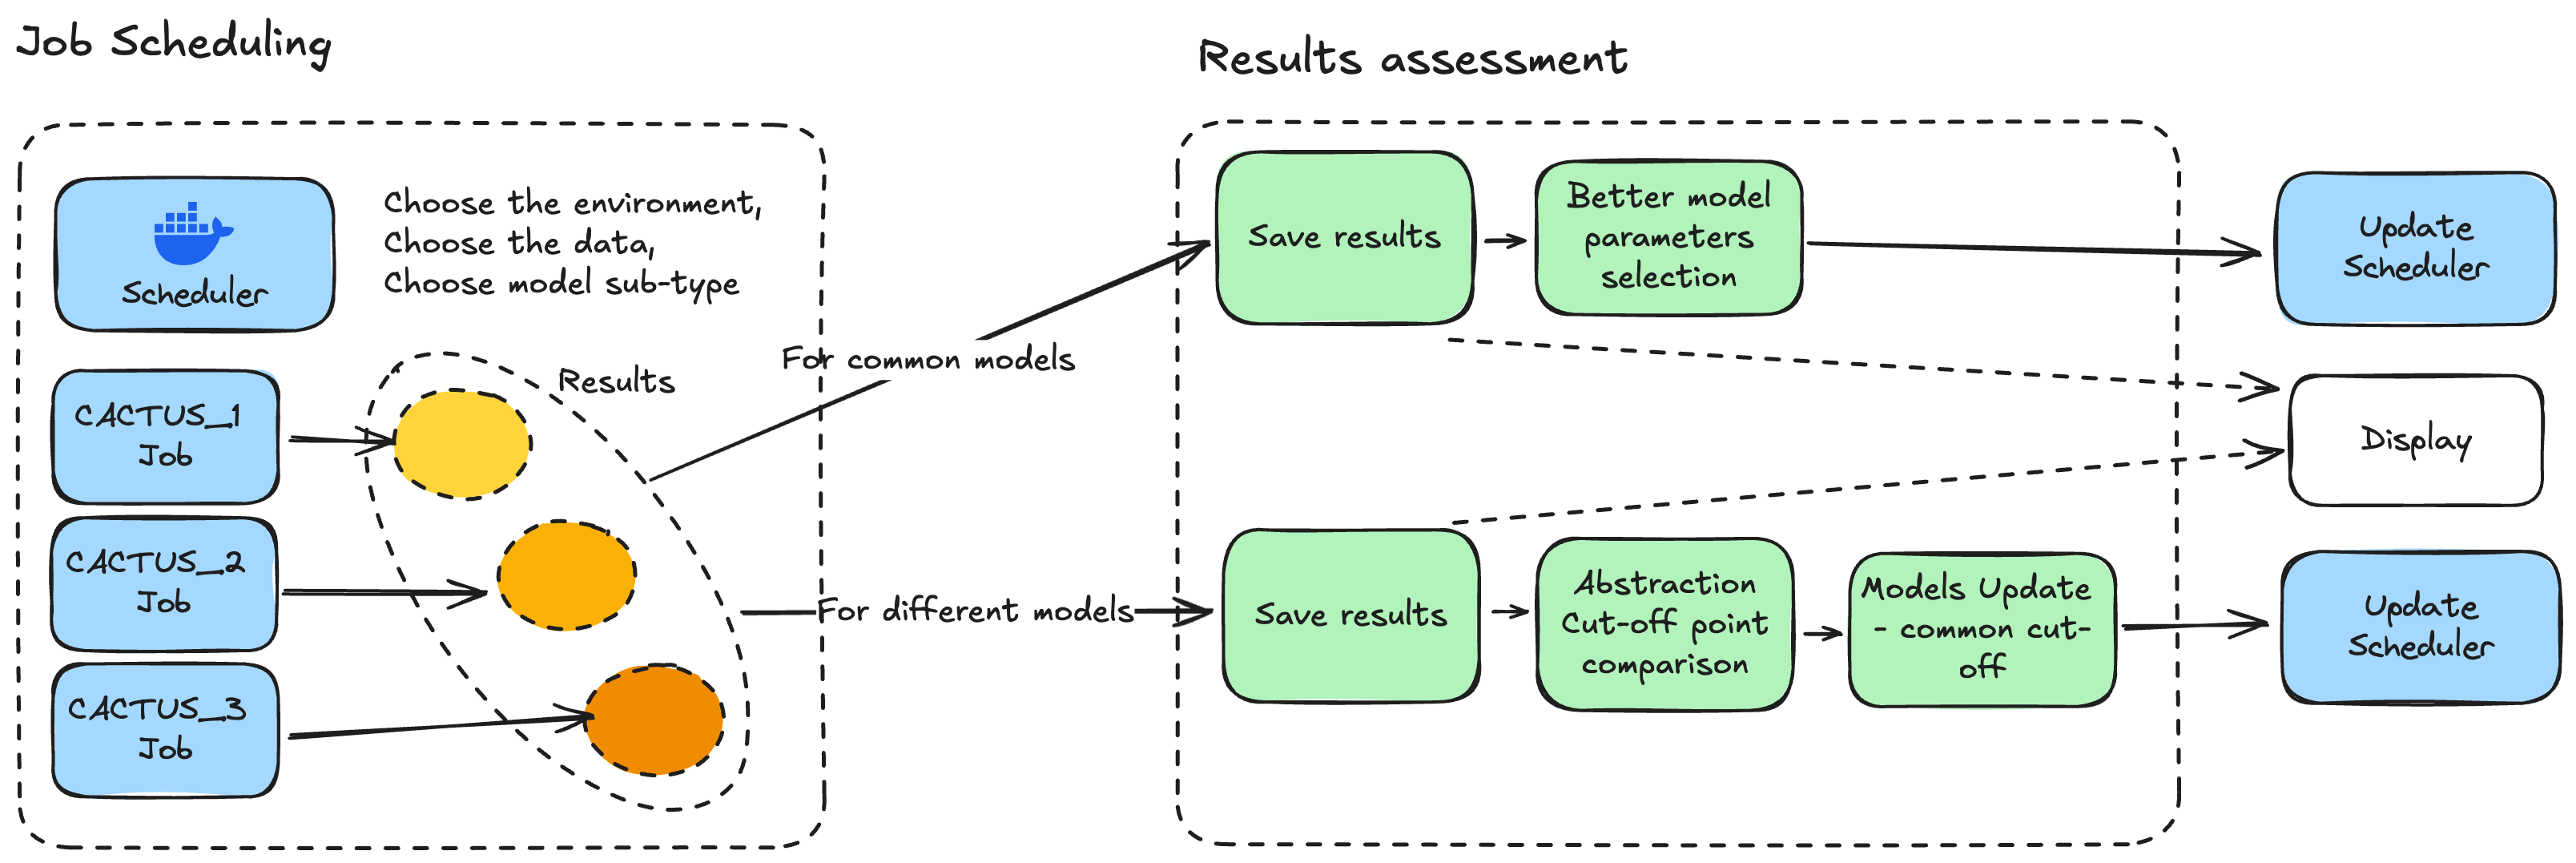 Job Scheduling
Scheduler
Choose the environment,
Choose the data,
Choose model sub-type
CACTUS_1
Job
CACTUS_2
Job
CACTUS_3
Job
Results
For common models
For different models
Results assessment
Save results
Better model
parameters
selection
Update
Scheduler
Display
Save results
Abstraction
Cut-off point
comparison
Models Update
- common cut-
off
Update
Scheduler